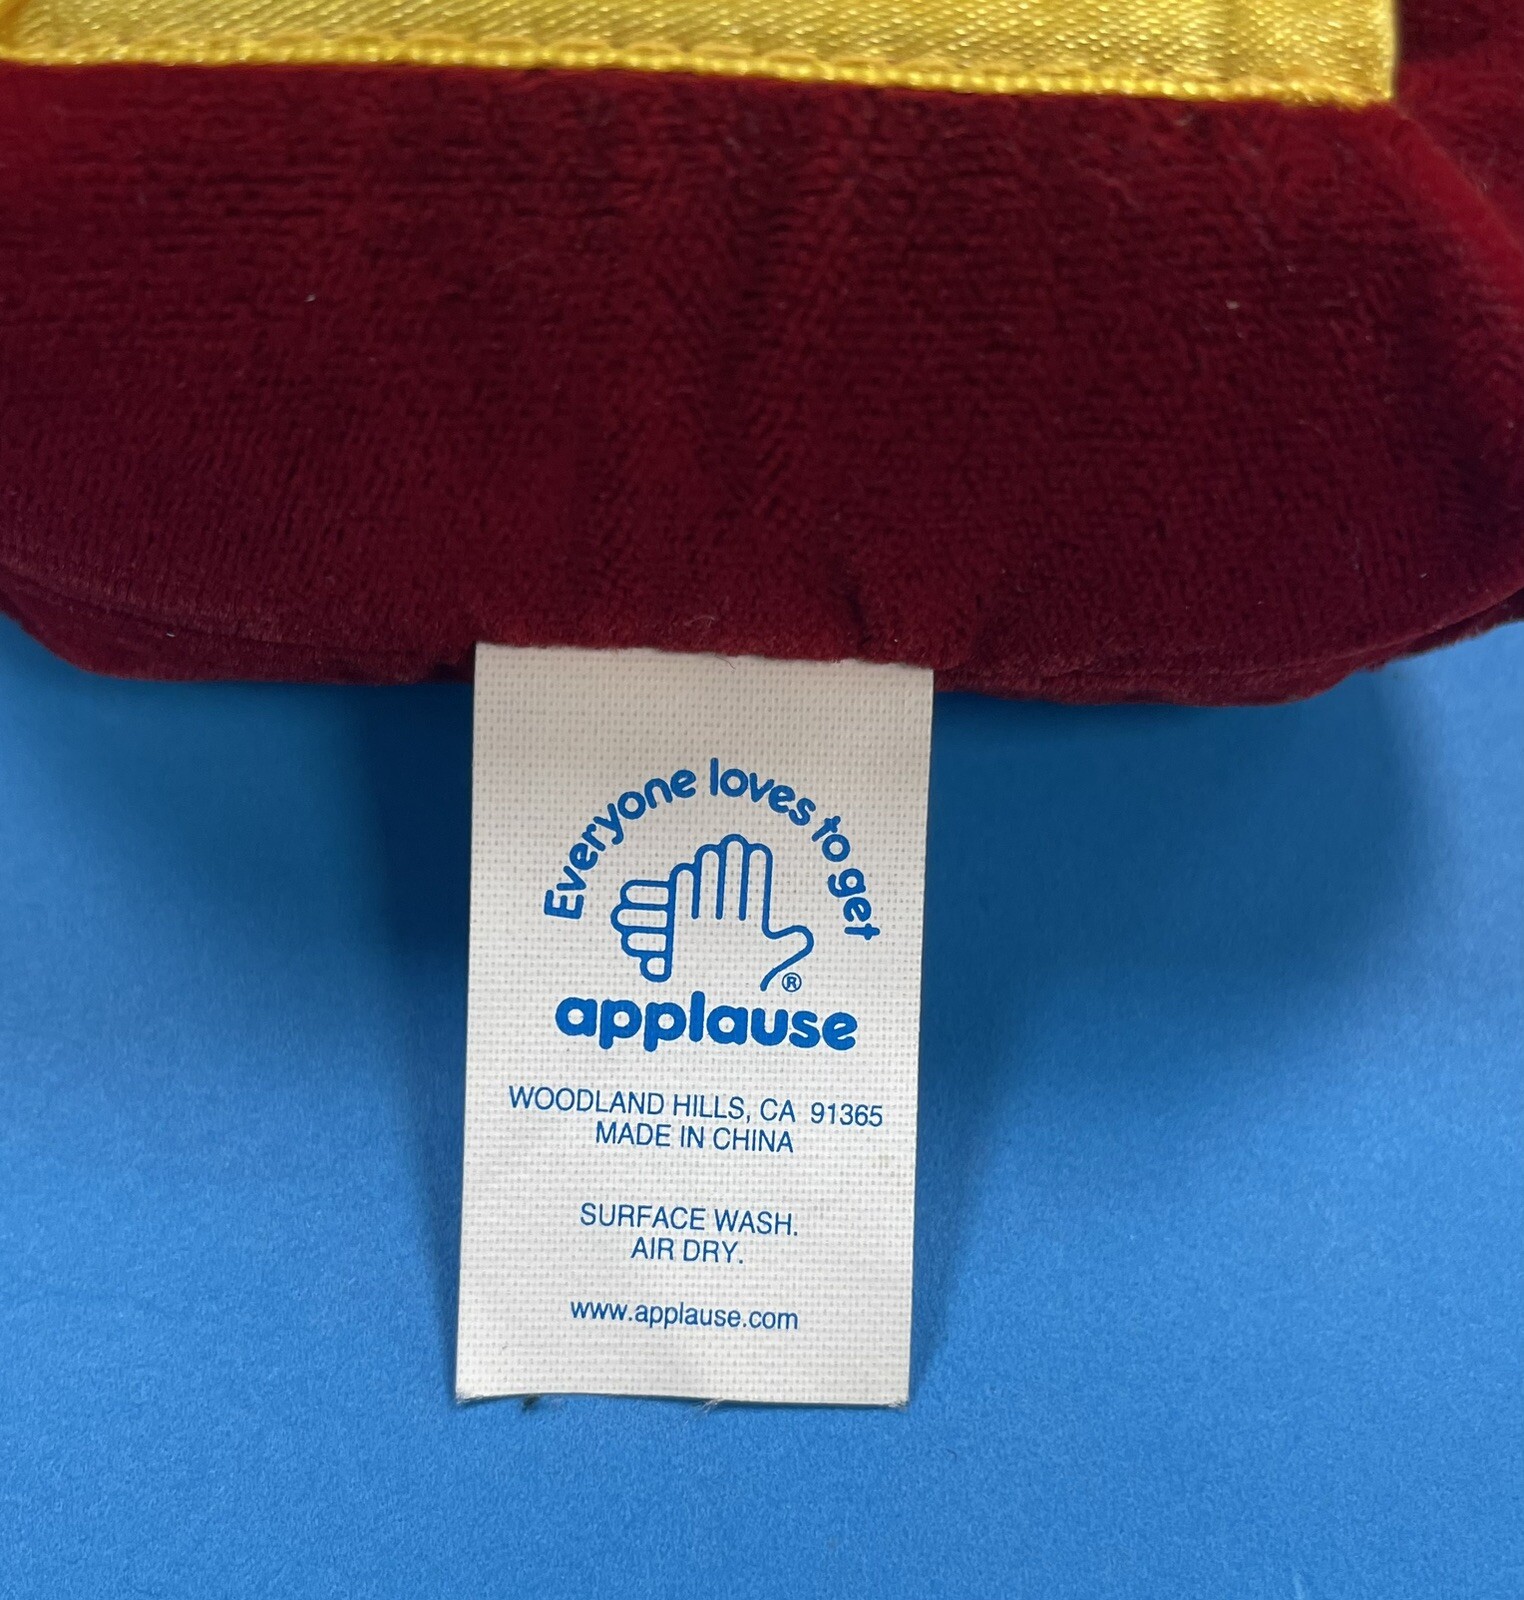 Everyone loves to get
®
applause
WOODLAND HILLS, CA 91365
MADE IN CHINA
SURFACE WASH.
AIR DRY.
www.applause.com